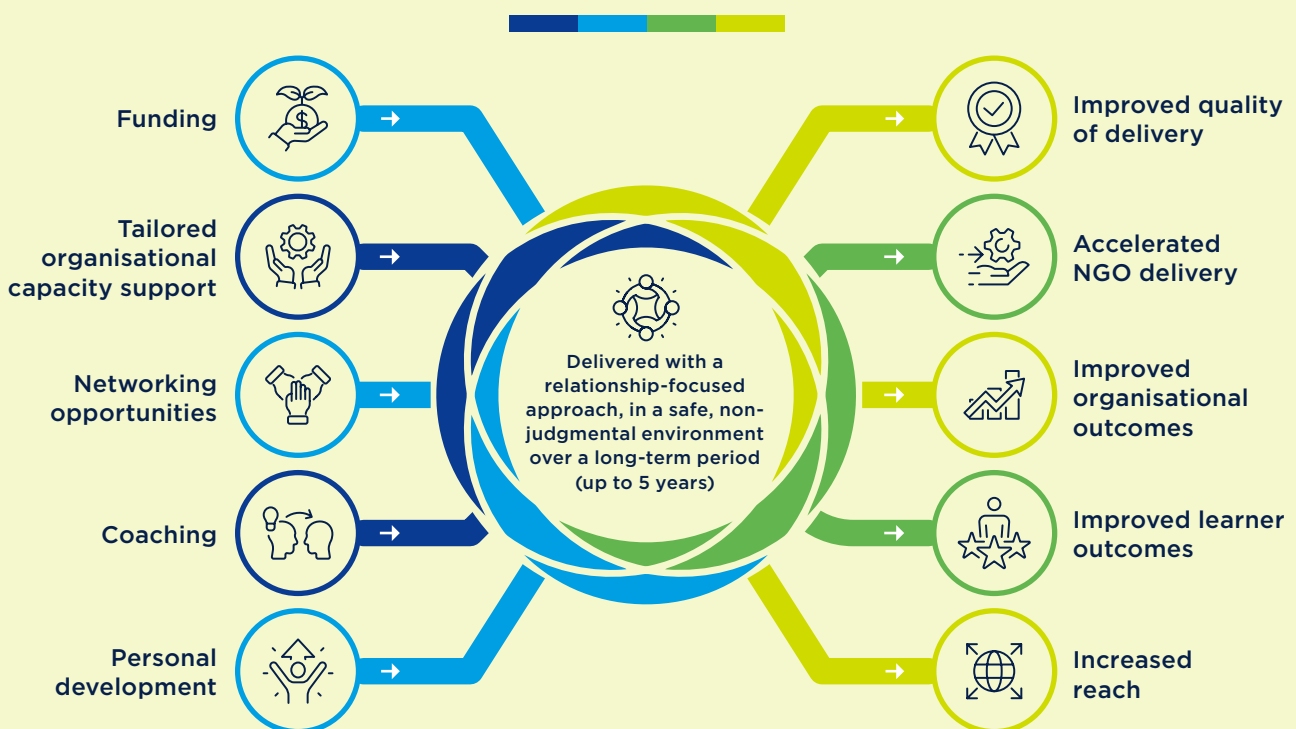 Funding
Tailored
organisational
capacity support
Networking
opportunities
Coaching
Personal
development
$
Delivered with a
relationship-focused
approach, in a safe, non-
judgmental environment
over a long-term period
(up to 5 years)
Improved quality
of delivery
Accelerated
NGO delivery
Improved
organisational
outcomes
Improved learner
outcomes
Increased
reach